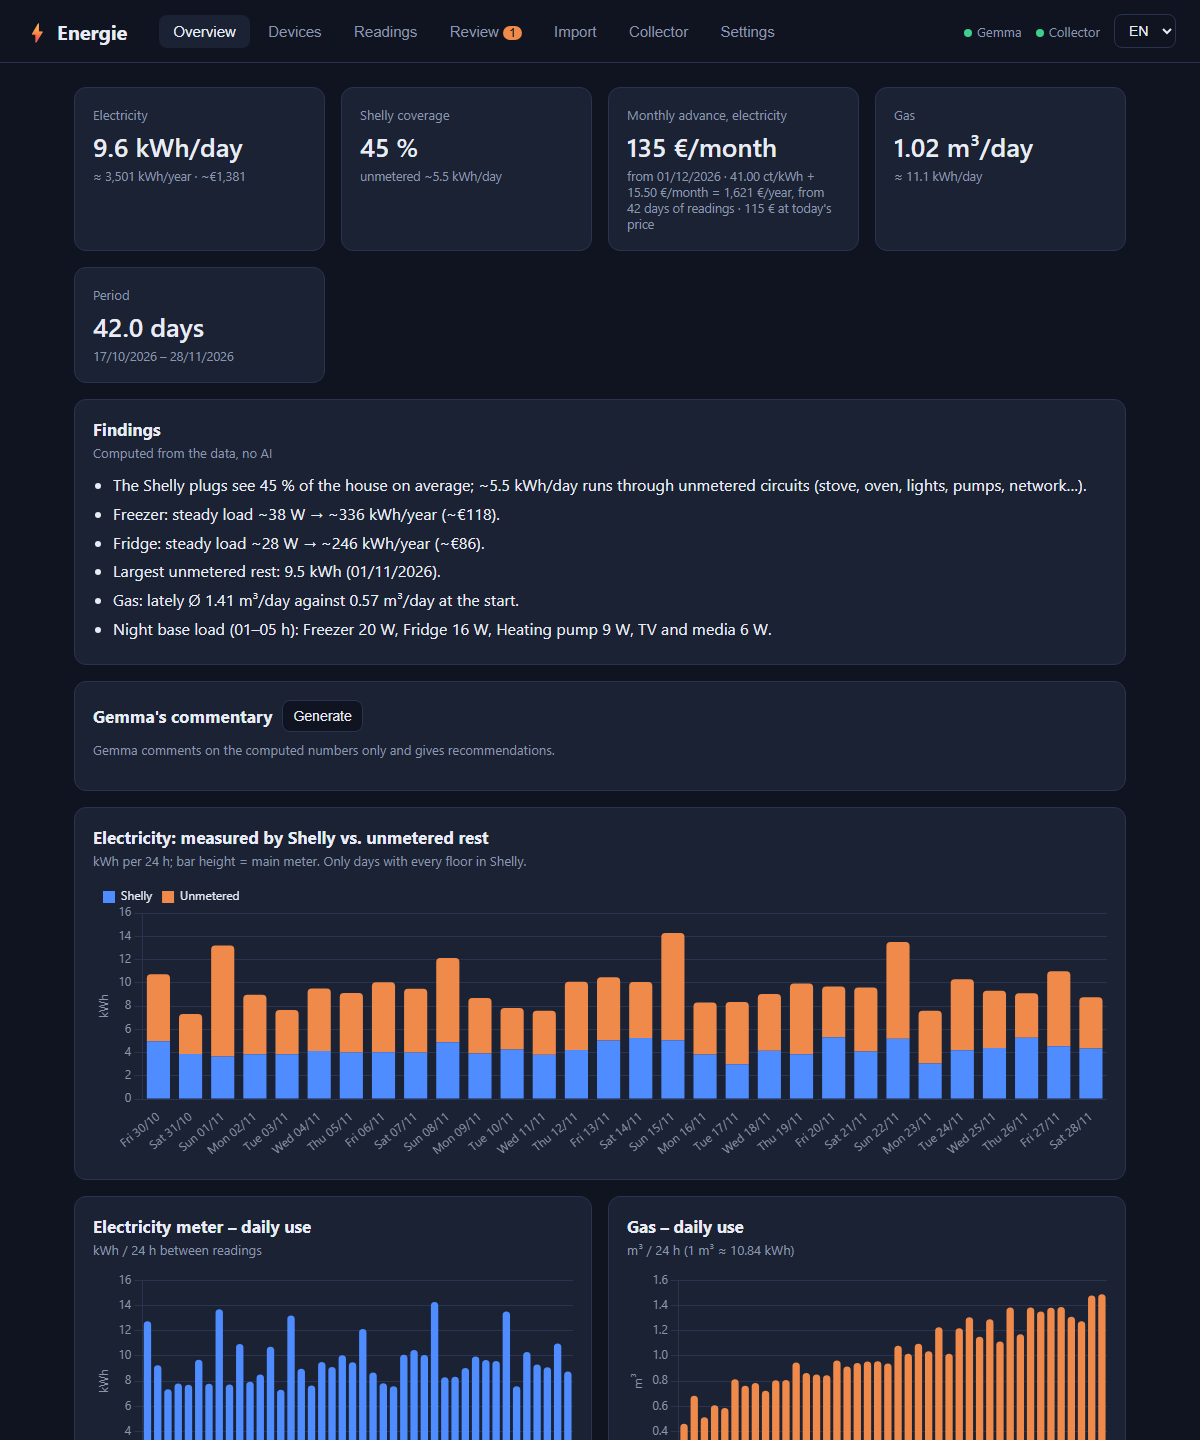 Energie
Overview
Devices
Readings
Review 1
Import
Collector
Settings
Gemma
Collector
EN
Electricity
9.6 kWh/day
≈ 3,501 kWh/year · ~€1,381
Shelly coverage
45 %
unmetered ~5.5 kWh/day
Monthly advance, electricity
135 €/month
from 01/12/2026 · 41.00 ct/kWh +
15.50 €/month = 1,621 €/year, from
42 days of readings · 115 € at today's
price
Gas
1.02 m³/day
≈ 11.1 kWh/day
Period
42.0 days
17/10/2026 – 28/11/2026
Findings
Computed from the data, no AI
• The Shelly plugs see 45 % of the house on average; ~5.5 kWh/day runs through unmetered circuits (stove, oven, lights, pumps, network…).
• Freezer: steady load ~38 W → ~336 kWh/year (~€118).
• Fridge: steady load ~28 W → ~246 kWh/year (~€86).
• Largest unmetered rest: 9.5 kWh (01/11/2026).
• Gas: lately Ø 1.41 m³/day against 0.57 m³/day at the start.
• Night base load (01–05 h): Freezer 20 W, Fridge 16 W, Heating pump 9 W, TV and media 6 W.
Gemma's commentary
Generate
Gemma comments on the computed numbers only and gives recommendations.
Electricity: measured by Shelly vs. unmetered rest
kWh per 24 h; bar height = main meter. Only days with every floor in Shelly.
Shelly
Unmetered
16
14
12
10
8
6
4
2
0
kWh
Fri 30/10
Sat 31/10
Sun 01/11
Mon 02/11
Tue 03/11
Wed 04/11
Thu 05/11
Fri 06/11
Sat 07/11
Sun 08/11
Mon 09/11
Tue 10/11
Wed 11/11
Thu 12/11
Fri 13/11
Sat 14/11
Sun 15/11
Mon 16/11
Tue 17/11
Wed 18/11
Thu 19/11
Fri 20/11
Sat 21/11
Sun 22/11
Mon 23/11
Tue 24/11
Wed 25/11
Thu 26/11
Fri 27/11
Sat 28/11
Electricity meter – daily use
kWh / 24 h between readings
16
14
12
10
8
6
4
kWh
Gas – daily use
m³ / 24 h (1 m³ ≈ 10.84 kWh)
1.6
1.4
1.2
1.0
0.8
0.6
0.4
m³